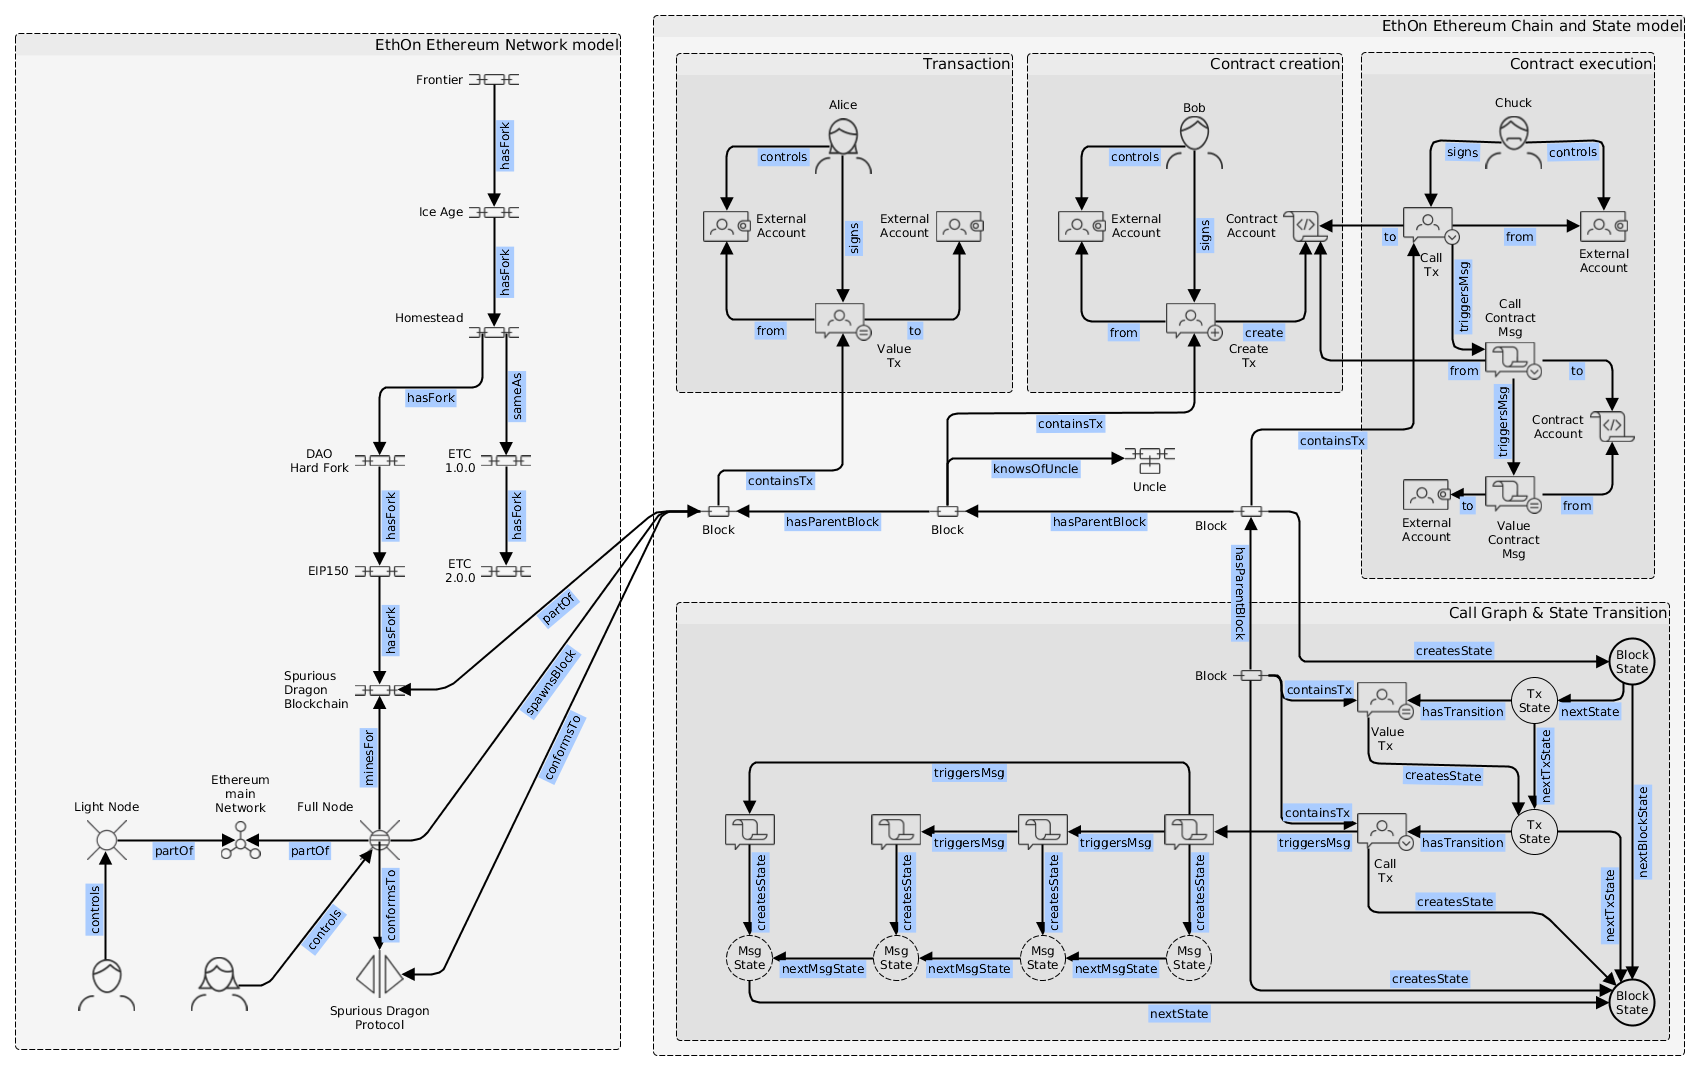 EthOn Ethereum Network model
Frontier
hasFork
Ice Age
hasFork
Homestead
hasFork
sameAs
DAO
Hard Fork
ETC
1.0.0
hasFork
hasFork
EIP150
ETC
2.0.0
hasFork
Spurious
Dragon
Blockchain
minesFor
Ethereum
main
Network
Light Node
Full Node
partOf
partOf
controls
controls
conformsTo
Spurious Dragon
Protocol
partOf
spawnsBlock
conformsTo
EthOn Ethereum Chain and State model
Transaction
Alice
controls
External
Account
External
Account
signs
from
to
Value
Tx
Contract creation
Bob
controls
External
Account
Contract
Account
signs
from
create
Create
Tx
Contract execution
Chuck
signs
controls
to
from
Call
Tx
External
Account
triggersMsg
Call
Contract
Msg
from
to
triggersMsg
Contract
Account
External
Account
to
Value
Contract
Msg
from
containsTx
containsTx
containsTx
knowsOfUncle
Uncle
Block
hasParentBlock
Block
hasParentBlock
Block
hasParentBlock
Call Graph & State Transition
createsState
Block
State
Block
containsTx
Value
Tx
hasTransition
Tx
State
nextState
createsState
nextTxState
triggersMsg
containsTx
nextBlockState
triggersMsg
triggersMsg
triggersMsg
Call
Tx
hasTransition
Tx
State
createsState
createsState
createsState
createsState
createsState
nextTxState
Msg
State
nextMsgState
Msg
State
nextMsgState
Msg
State
nextMsgState
Msg
State
createsState
Block
State
nextState